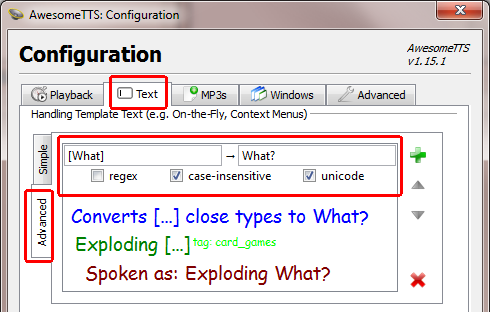 AwesomeTTS: Configuration
Configuration
AwesomeTTS
v1.15.1
Playback Text MP3s Windows Advanced
Handling Template Text (e.g. On-the-Fly, Context Menus)
Simple
[What] → What?
regex case-insensitive unicode
Advanced
Converts [...] close types to What?
Exploding [...] tag: card_games
Spoken as: Exploding What?